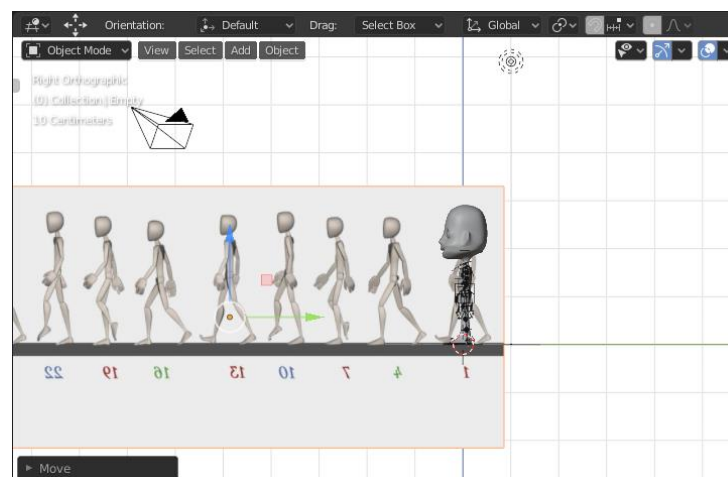 Orientation: Default Drag: Select Box Global
Object Mode View Select Add Object
Right Orthographic
(0) Collection | Empty
10 Centimeters
22 19 16 13 10 7 4 1
Move